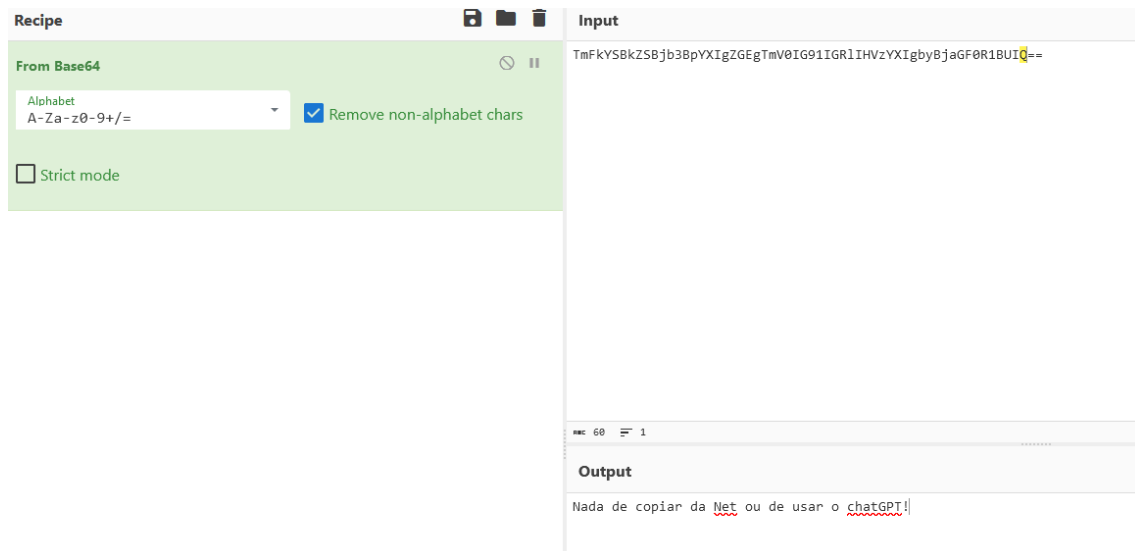 Recipe
From Base64
Alphabet
A-Za-z0-9+/=
Remove non-alphabet chars
Strict mode
Input
TmFkYSBkZSBjb3BpYXIgZGEgTmV0IG91IGRlIHVzYXIgbyBjaGF0R1BUIQ==
60 1
Output
Nada de copiar da Net ou de usar o chatGPT!